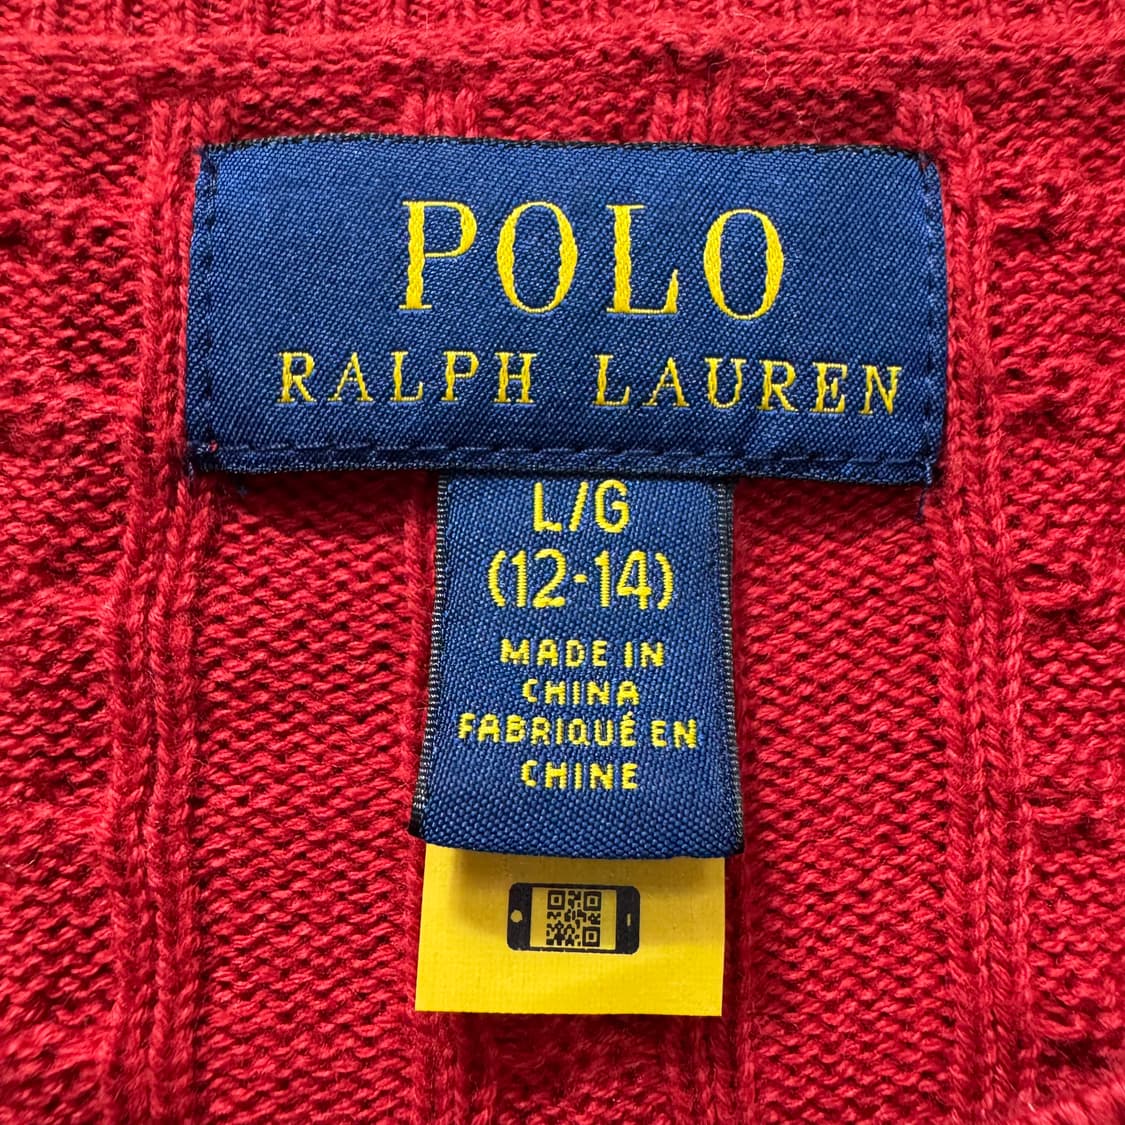 POLO
RALPH LAUREN
L/G
(12-14)
MADE IN
CHINA
FABRIQUÉ EN
CHINE